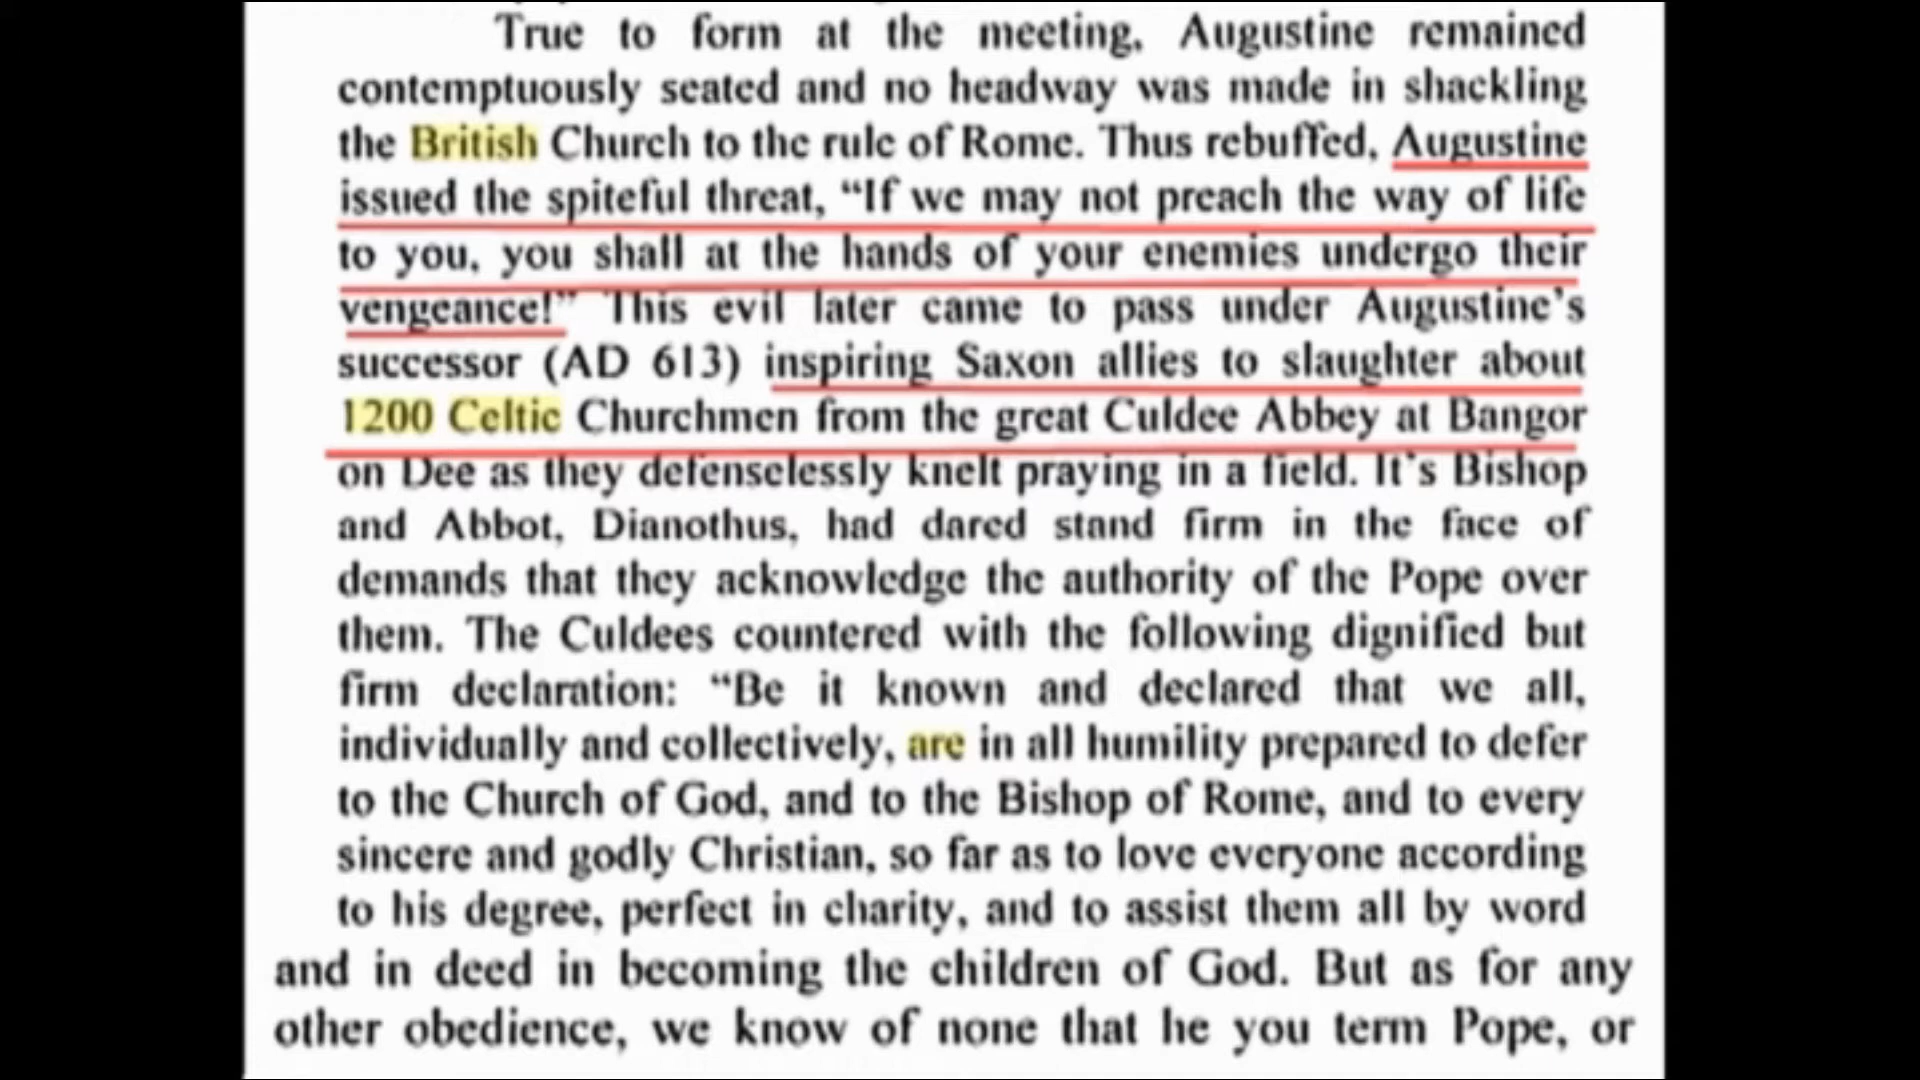 True to form at the meeting, Augustine remained
contemptuously seated and no headway was made in shackling
the British Church to the rule of Rome. Thus rebuffed, Augustine
issued the spiteful threat, “If we may not preach the way of life
to you, you shall at the hands of your enemies undergo their
vengeance!” This evil later came to pass under Augustine’s
successor (AD 613) inspiring Saxon allies to slaughter about
1200 Celtic Churchmen from the great Culdee Abbey at Bangor
on Dee as they defenselessly knelt praying in a field. It’s Bishop
and Abbot, Dianothus, had dared stand firm in the face of
demands that they acknowledge the authority of the Pope over
them. The Culdees countered with the following dignified but
firm declaration: “Be it known and declared that we all,
individually and collectively, are in all humility prepared to defer
to the Church of God, and to the Bishop of Rome, and to every
sincere and godly Christian, so far as to love everyone according
to his degree, perfect in charity, and to assist them all by word
and in deed in becoming the children of God. But as for any
other obedience, we know of none that he you term Pope, or